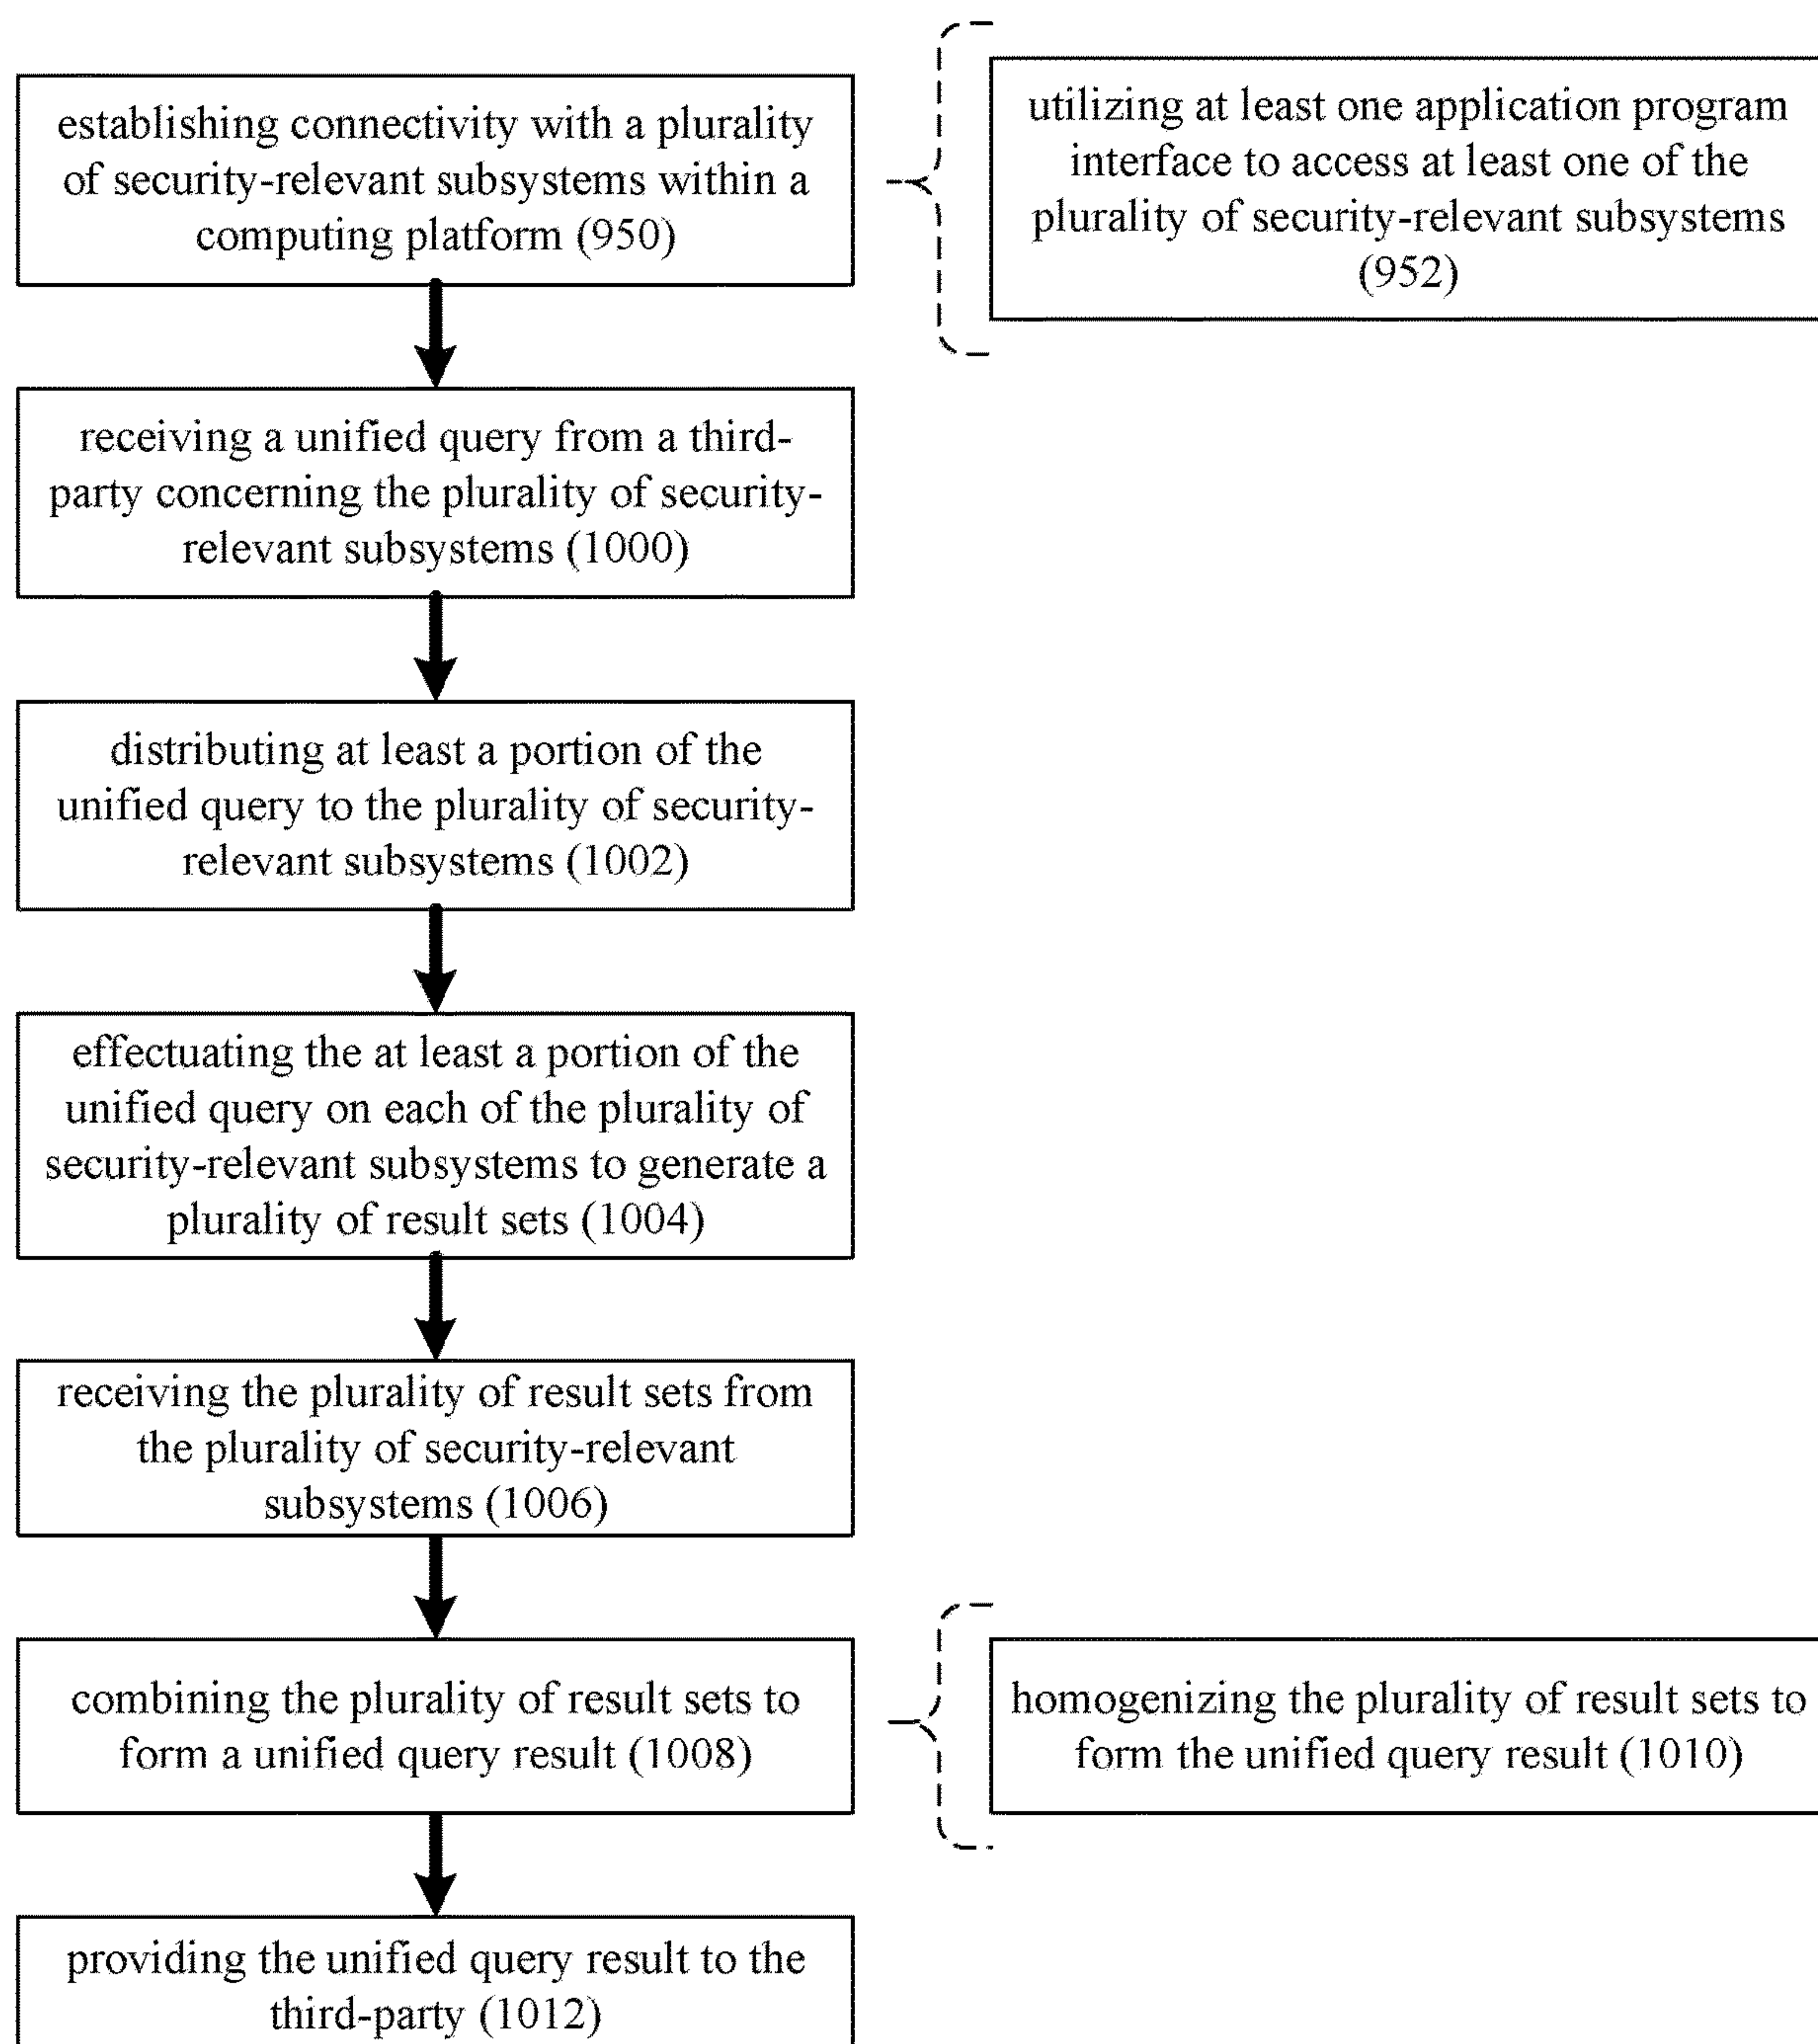 establishing connectivity with a plurality
of security-relevant subsystems within a
computing platform (950)
utilizing at least one application program
interface to access at least one of the
plurality of security-relevant subsystems
(952)
receiving a unified query from a third-
party concerning the plurality of security-
relevant subsystems (1000)
distributing at least a portion of the
unified query to the plurality of security-
relevant subsystems (1002)
effectuating the at least a portion of the
unified query on each of the plurality of
security-relevant subsystems to generate a
plurality of result sets (1004)
receiving the plurality of result sets from
the plurality of security-relevant
subsystems (1006)
combining the plurality of result sets to
form a unified query result (1008)
homogenizing the plurality of result sets to
form the unified query result (1010)
providing the unified query result to the
third-party (1012)